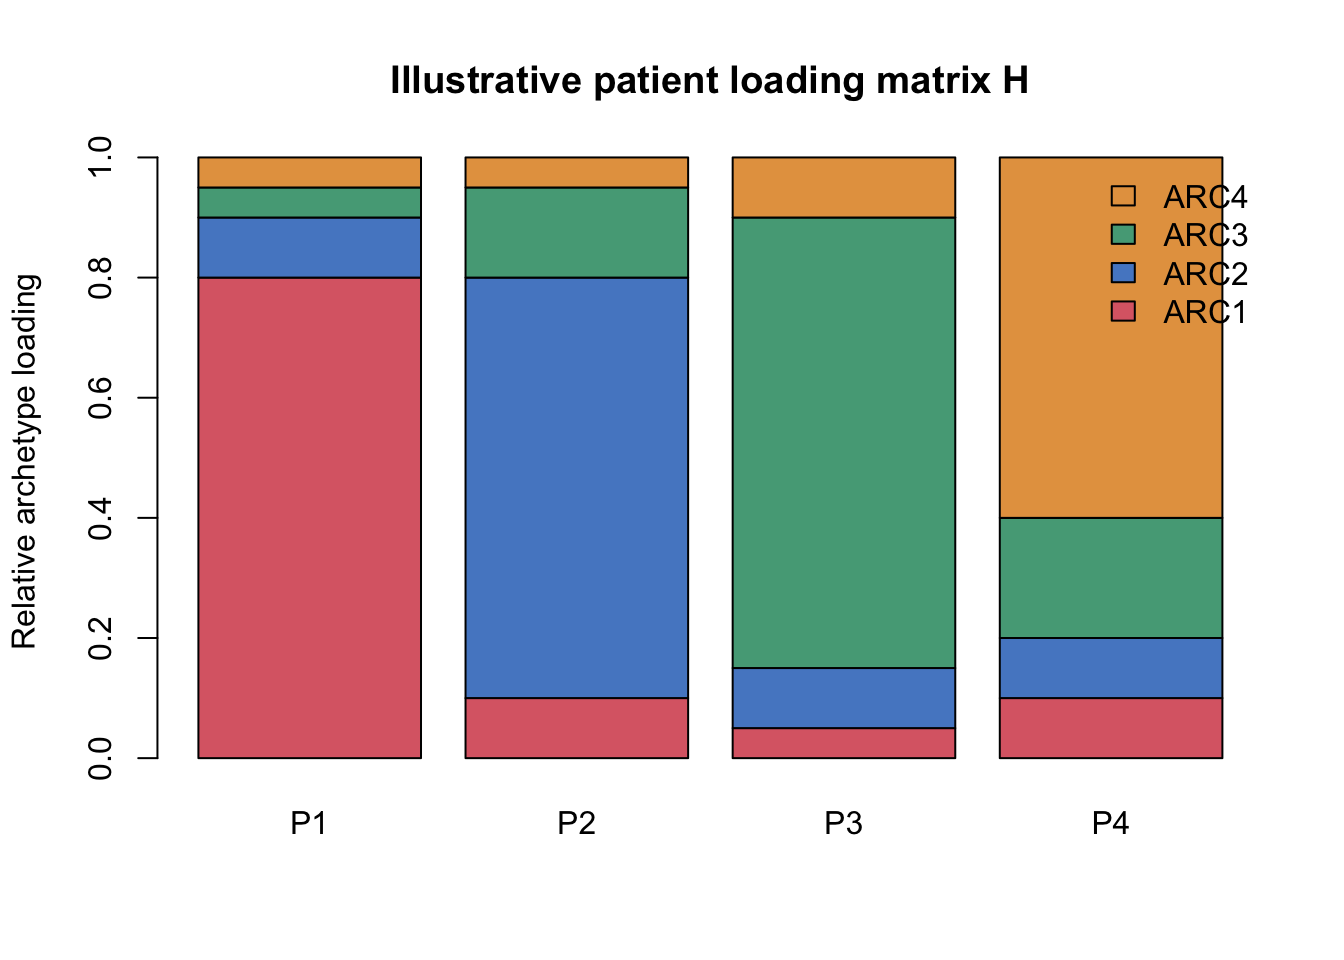 Illustrative patient loading matrix H
Relative archetype loading
1.0
0.8
0.6
0.4
0.2
0.0
ARC4
ARC3
ARC2
ARC1
P1 P2 P3 P4